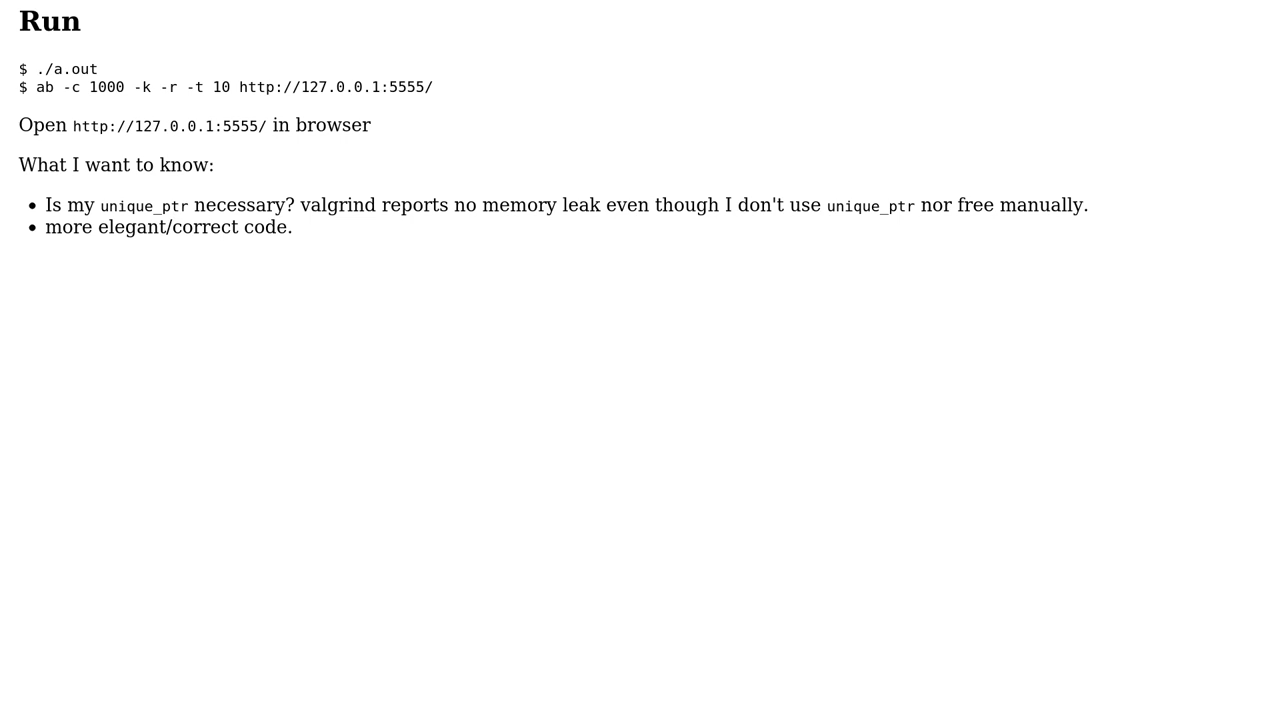 Run
$ ./a.out
$ ab -c 1000 -k -r -t 10 http://127.0.0.1:5555/
Open http://127.0.0.1:5555/ in browser
What I want to know:
• Is my unique_ptr necessary? valgrind reports no memory leak even though I don't use unique_ptr nor free manually.
• more elegant/correct code.